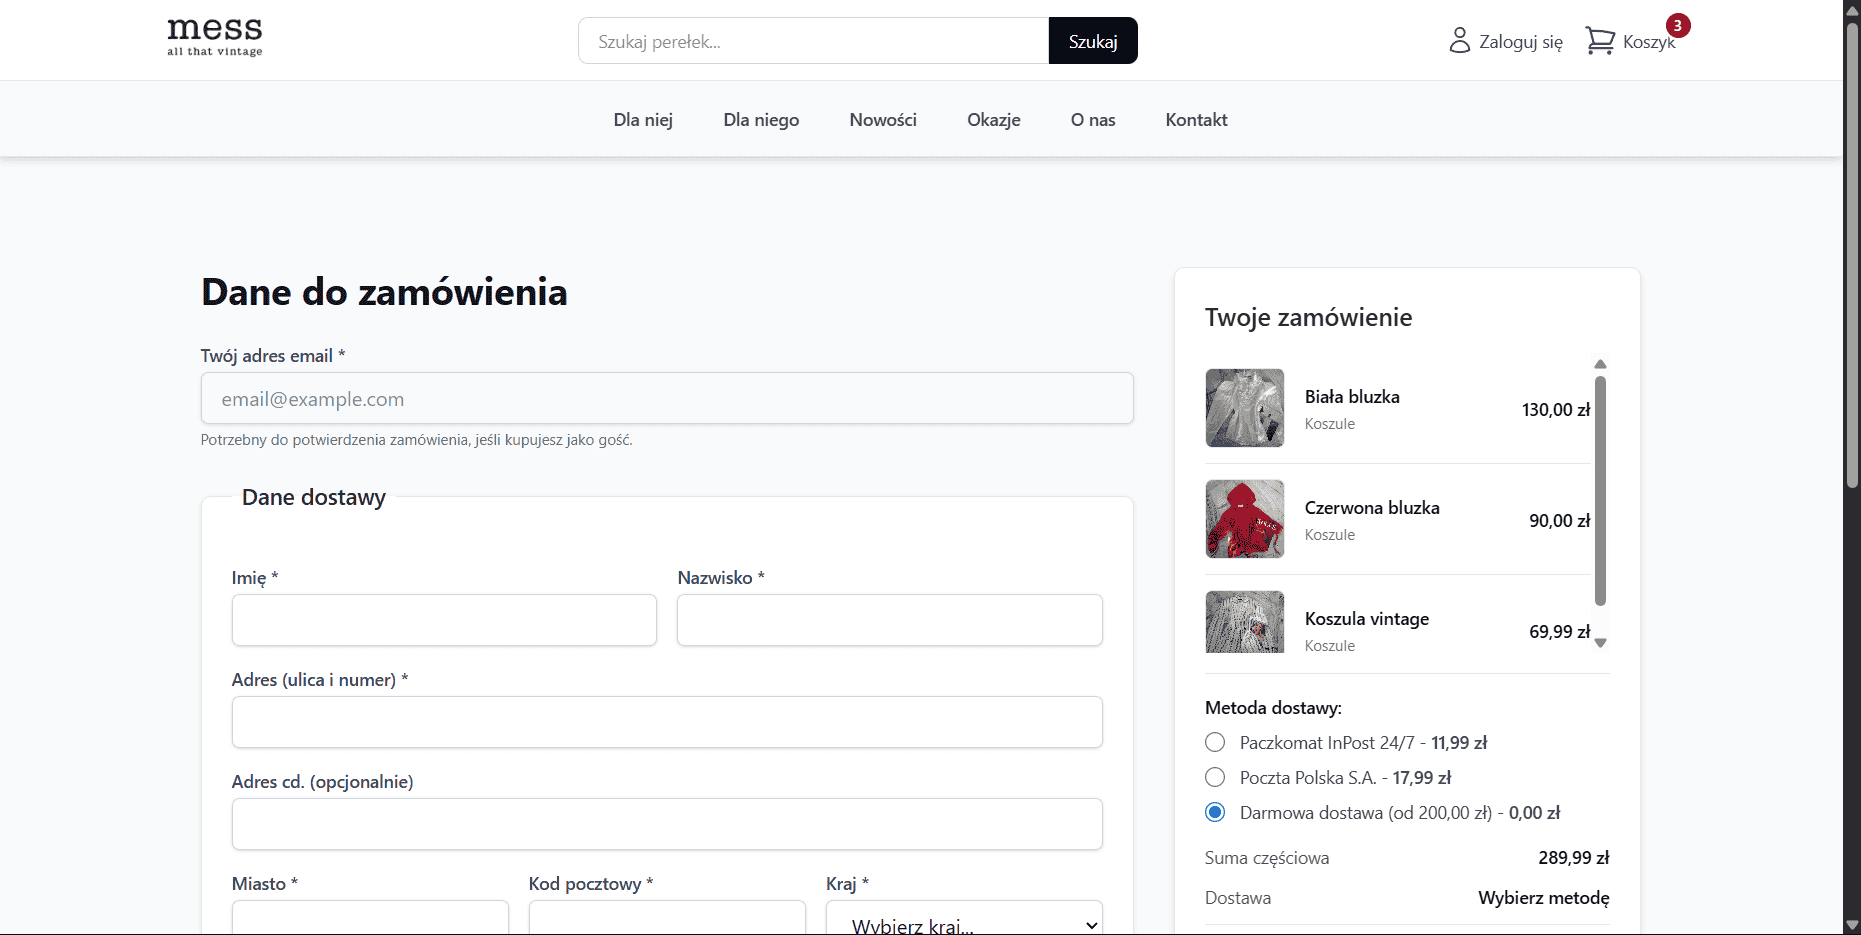 mess
all that vintage
Szukaj perełek...
Szukaj
Zaloguj się
Koszyk
3
Dla niej
Dla niego
Nowości
Okazje
O nas
Kontakt
Dane do zamówienia
Twój adres email *
email@example.com
Potrzebny do potwierdzenia zamówienia, jeśli kupujesz jako gość.
Dane dostawy
Imię *
Nazwisko *
Adres (ulica i numer) *
Adres cd. (opcjonalnie)
Miasto *
Kod pocztowy *
Kraj *
Wybierz kraj...
Twoje zamówienie
Biała bluzka
Koszule
130,00 zł
Czerwona bluzka
Koszule
90,00 zł
Koszula vintage
Koszule
69,99 zł
Metoda dostawy:
Paczkomat InPost 24/7 - 11,99 zł
Poczta Polska S.A. - 17,99 zł
Darmowa dostawa (od 200,00 zł) - 0,00 zł
Suma częściowa
289,99 zł
Dostawa
Wybierz metodę